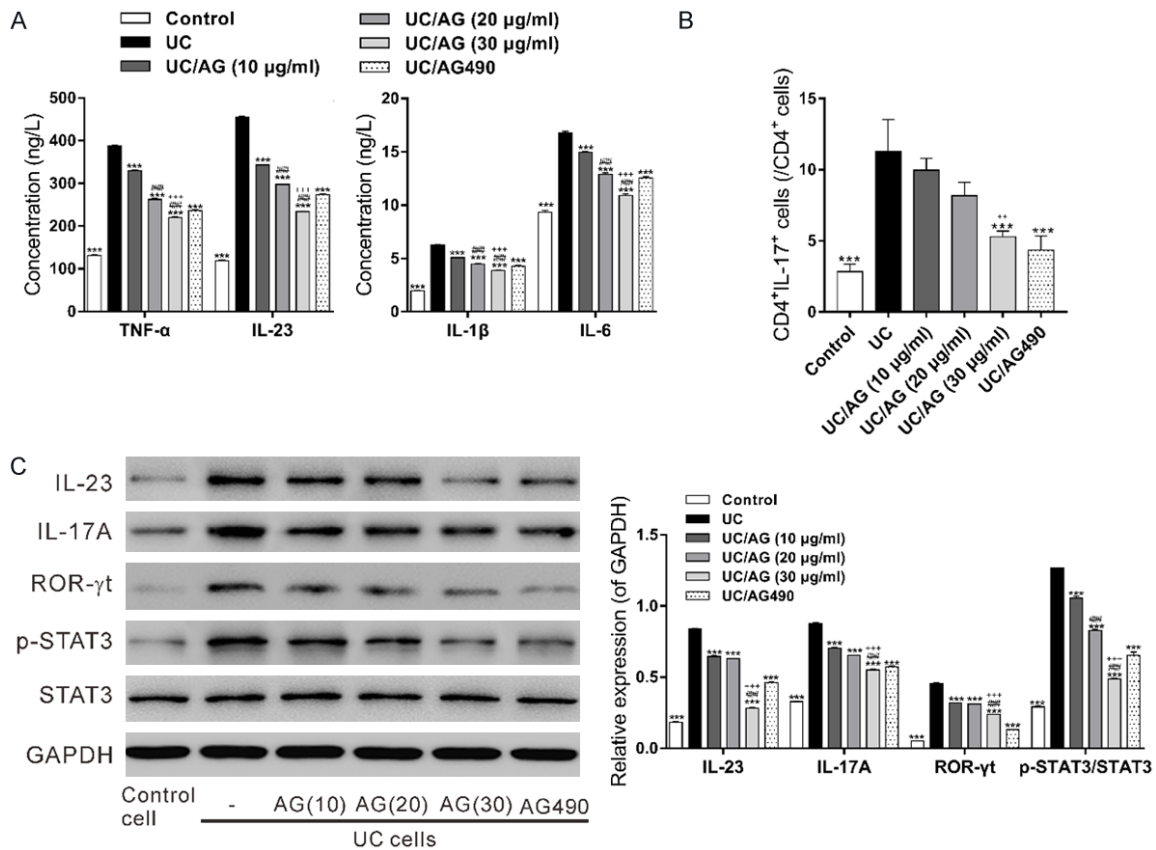 A
Control
UC
UC/AG (10 µg/ml)
UC/AG (20 µg/ml)
UC/AG (30 µg/ml)
UC/AG490
Concentration (ng/L)
500
400
300
200
100
0
***
***
***
***
***
***
***
***
+++
***
***
TNF-α
IL-23
Concentration (ng/L)
20
15
10
5
0
***
***
***
+++
***
***
***
***
***
+++
***
***
IL-1β
IL-6
B
CD4⁺IL-17⁺ cells (/CD4⁺ cells)
15
10
5
0
***
++
***
***
Control
UC
UC/AG (10 µg/ml)
UC/AG (20 µg/ml)
UC/AG (30 µg/ml)
UC/AG490
C
IL-23
IL-17A
ROR-γt
p-STAT3
STAT3
GAPDH
Control cell
-
AG(10)
AG(20)
AG(30)
AG490
UC cells
Control
UC
UC/AG (10 µg/ml)
UC/AG (20 µg/ml)
UC/AG (30 µg/ml)
UC/AG490
Relative expression (of GAPDH)
1.5
1.0
0.5
0.0
***
***
***
+++
***
***
***
***
***
+++
***
***
***
***
***
+++
***
***
***
***
***
***
***
IL-23
IL-17A
ROR-γt
p-STAT3/STAT3